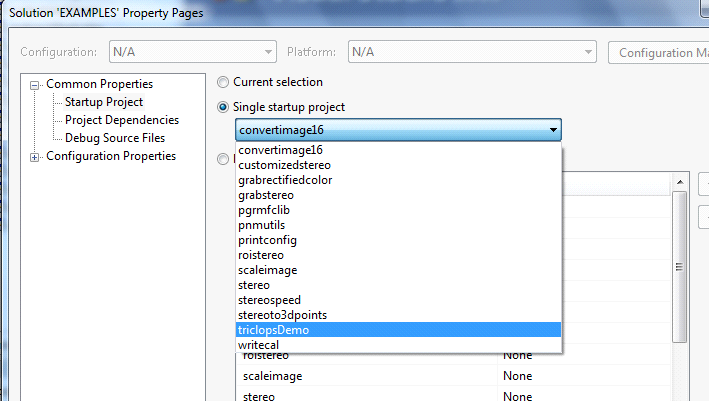 Solution 'EXAMPLES' Property Pages
Configuration: N/A Platform: N/A Configuration Ma
Common Properties
Startup Project
Project Dependencies
Debug Source Files
Configuration Properties
Current selection
Single startup project
convertimage16
convertimage16
customizedstereo
grabrectifiedcolor
grabstereo
pgrmfclib
pnmutils
printconfig
roistereo
scaleimage
stereo
stereospeed
stereoto3dpoints
triclopsDemo
writecal
roistereo None
scaleimage None
stereo None